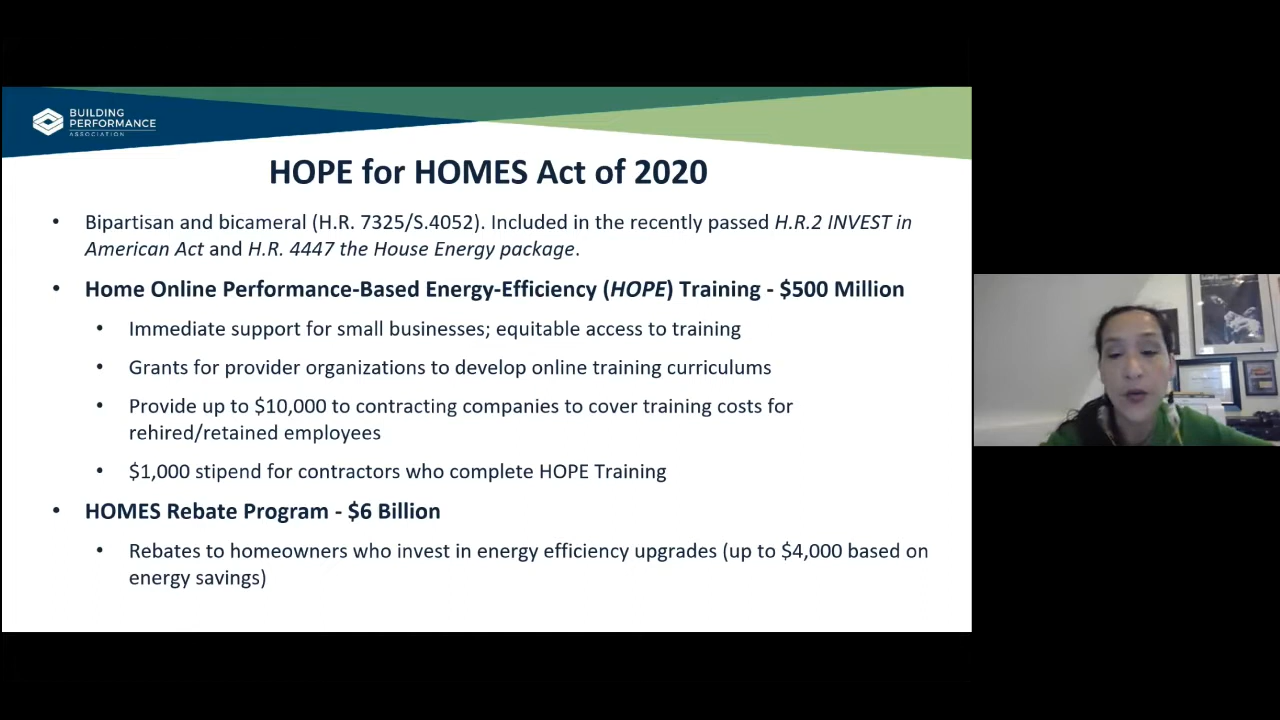 BUILDING
PERFORMANCE
ASSOCIATION
HOPE for HOMES Act of 2020
• Bipartisan and bicameral (H.R. 7325/S.4052). Included in the recently passed H.R.2 INVEST in
American Act and H.R. 4447 the House Energy package.
• Home Online Performance-Based Energy-Efficiency (HOPE) Training - $500 Million
• Immediate support for small businesses; equitable access to training
• Grants for provider organizations to develop online training curriculums
• Provide up to $10,000 to contracting companies to cover training costs for
rehired/retained employees
• $1,000 stipend for contractors who complete HOPE Training
• HOMES Rebate Program - $6 Billion
• Rebates to homeowners who invest in energy efficiency upgrades (up to $4,000 based on
energy savings)